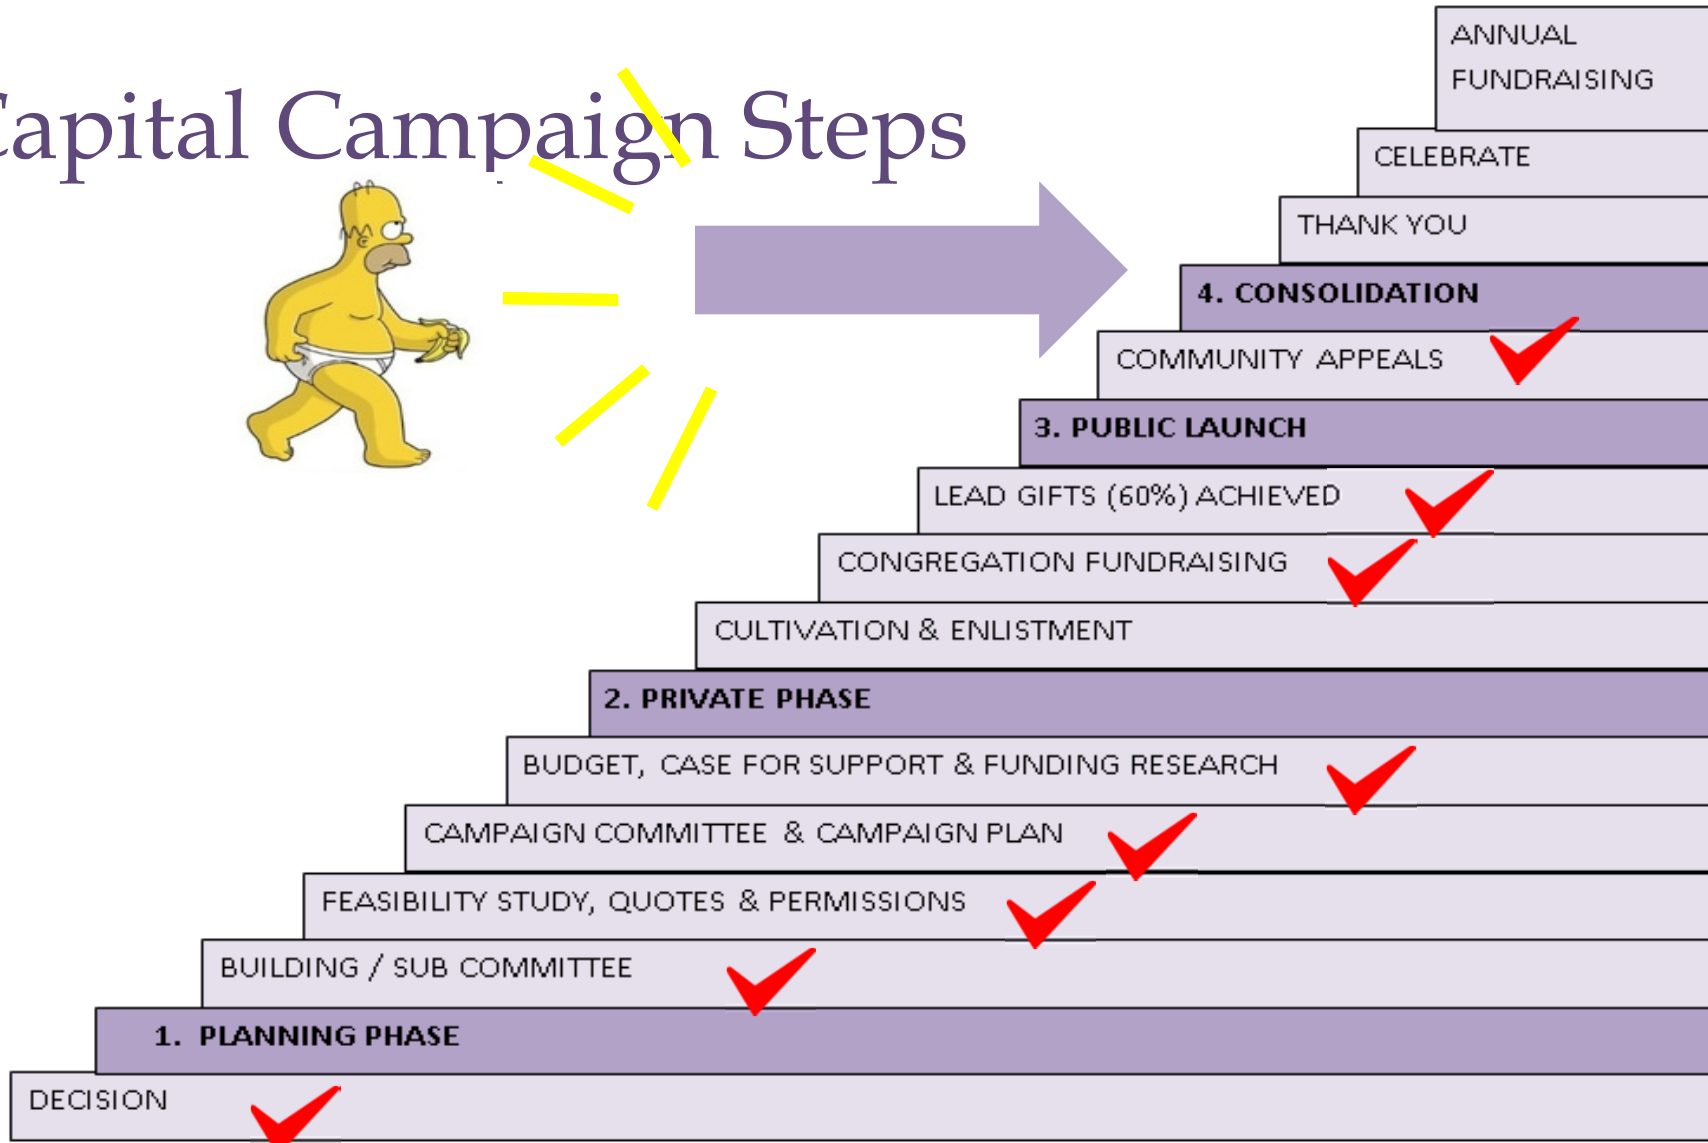 Capital Campaign Steps
ANNUAL
FUNDRAISING
CELEBRATE
THANK YOU
4. CONSOLIDATION
COMMUNITY APPEALS
3. PUBLIC LAUNCH
LEAD GIFTS (60%) ACHIEVED
CONGREGATION FUNDRAISING
CULTIVATION & ENLISTMENT
2. PRIVATE PHASE
BUDGET, CASE FOR SUPPORT & FUNDING RESEARCH
CAMPAIGN COMMITTEE & CAMPAIGN PLAN
FEASIBILITY STUDY, QUOTES & PERMISSIONS
BUILDING / SUB COMMITTEE
1. PLANNING PHASE
DECISION